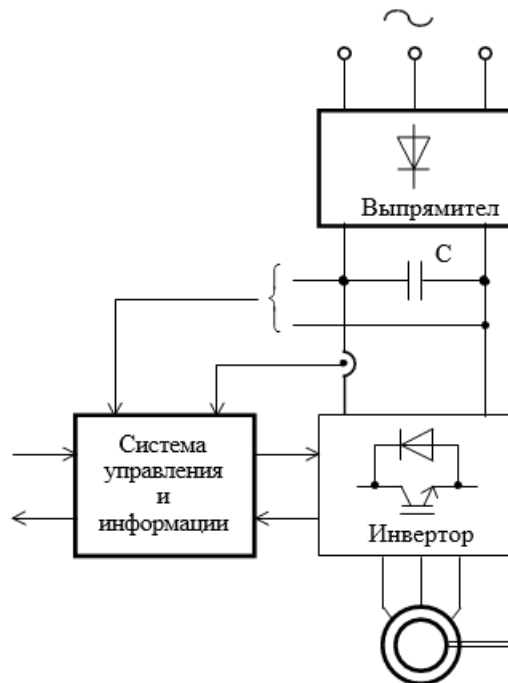 Выпрямител
C
Система
управления
и
информации
Инвертор